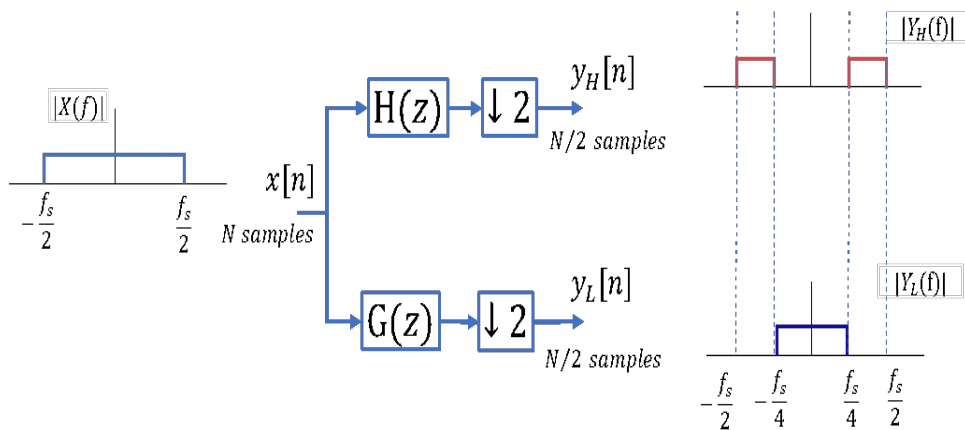 |X(f)|
-fs/2
fs/2
x[n]
N samples
H(z)
↓ 2
yH[n]
N/2 samples
G(z)
↓ 2
yL[n]
N/2 samples
|YH(f)|
|YL(f)|
-fs/2
-fs/4
fs/4
fs/2